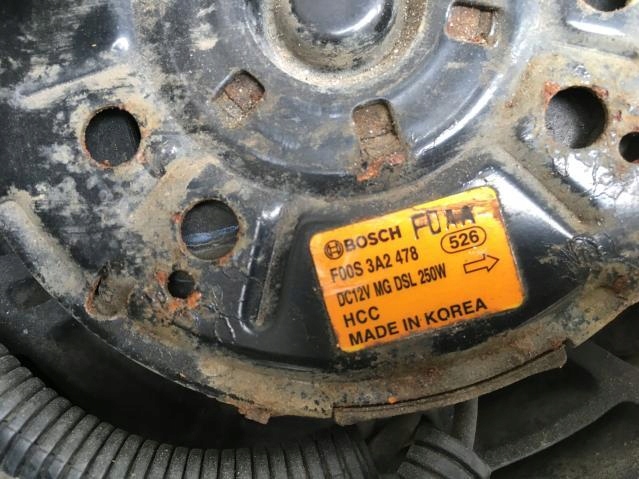 BOSCH
F00S 3A2 478
526
DC12V MG DSL 250W
HCC
MADE IN KOREA